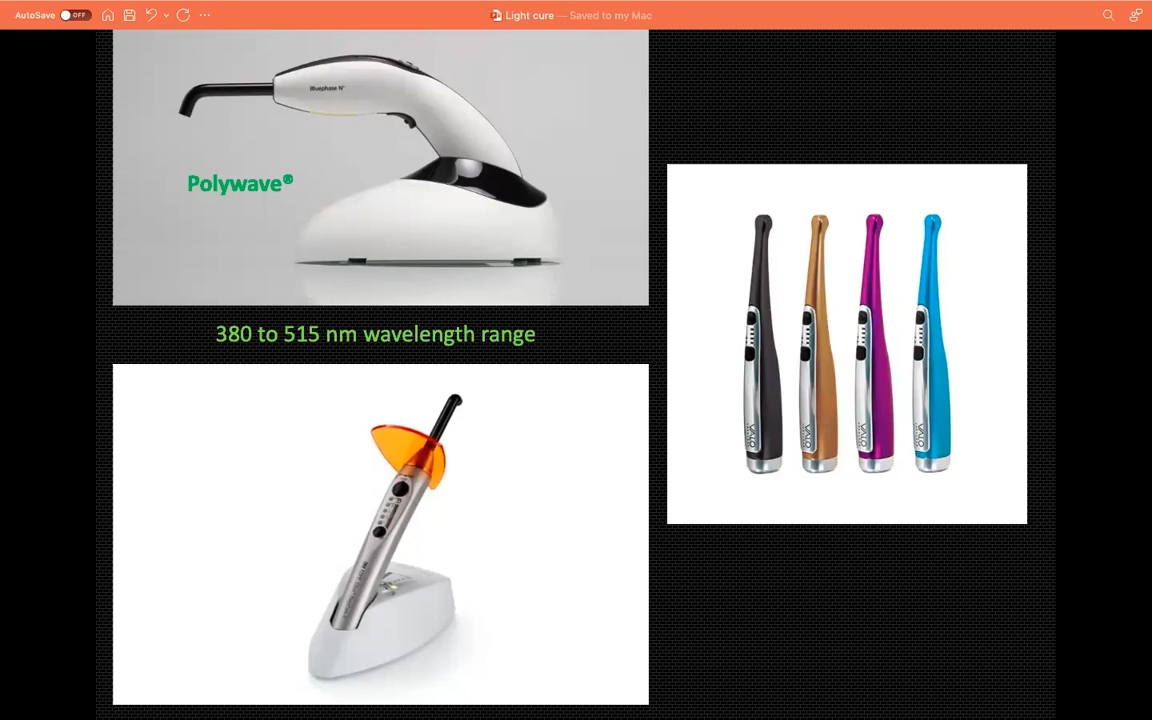 AutoSave OFF
Light cure — Saved to my Mac
Bluephase N®
Polywave®
380 to 515 nm wavelength range
VALO
VALO
VALO
VALO